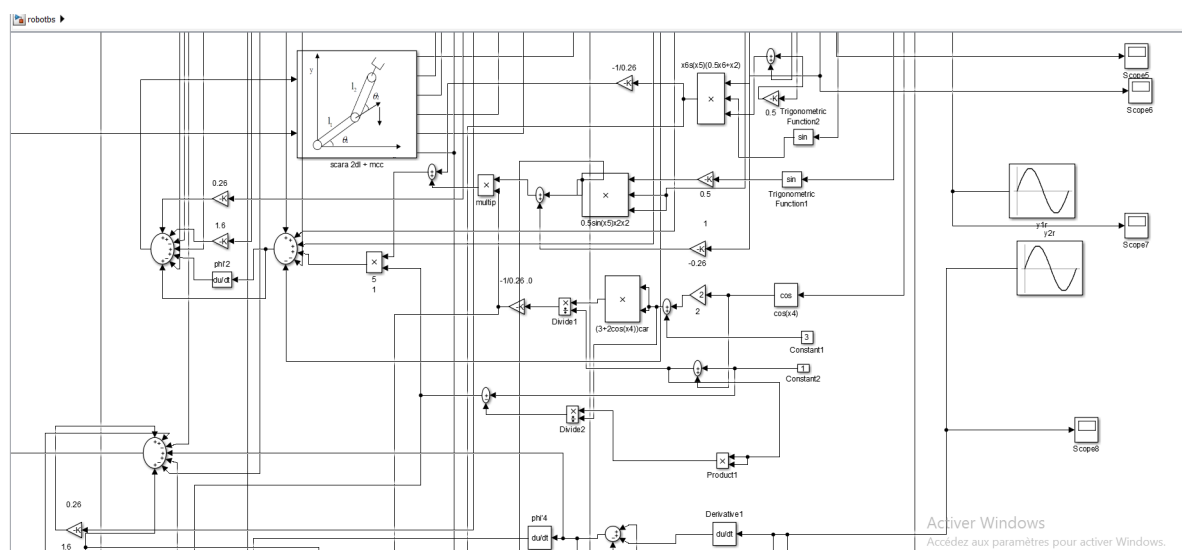 robotbs
Scope5
Scope6
-1/0.26
x6s(x5)(0.5x6+x2)
-K
×
-K
0.5
Trigonometric
Function2
sin
y
l₂
l₁
scara 2dl + mcc
0.26
-K
multip
×
×
0.5sin(x5)x2x2
-K
0.5
sin
Trigonometric
Function1
1
y1r
y2r
Scope7
1.6
-K
phi'2
du/dt
×
5
1
-K
-0.26
-1/0.26 .0
-K
Divide1
×
(3+2cos(x4))car
2
2
cos
cos(x4)
3
Constant1
1
Constant2
Divide2
×
Product1
Scope8
0.26
-K
1.6
phi'4
du/dt
Derivative1
du/dt
Activer Windows
Accédez aux paramètres pour activer Windows.